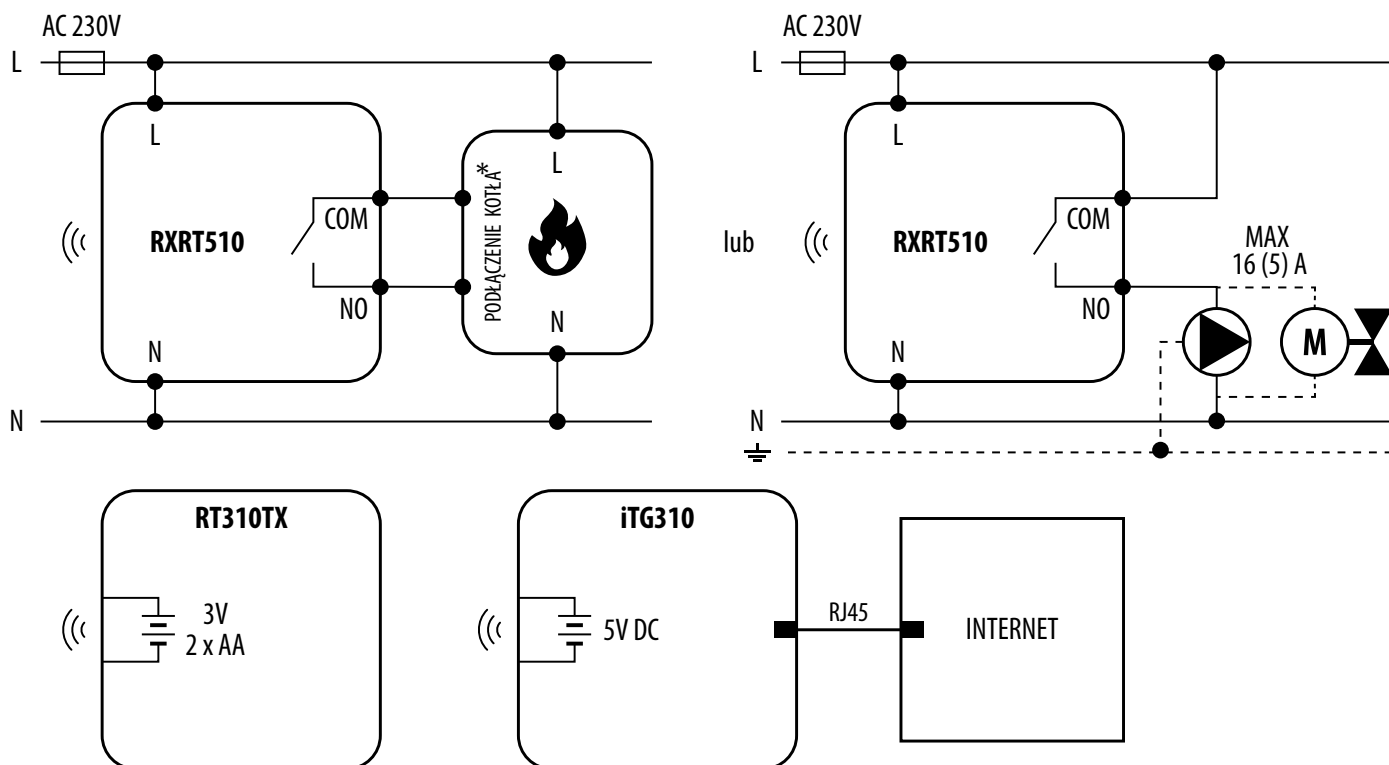 AC 230V
L
L
RXRT510
COM
NO
N
N
PODŁĄCZENIE KOTŁA*
L
N
lub
AC 230V
L
L
RXRT510
COM
NO
N
N
MAX
16 (5) A
M
RT310TX
3V
2 x AA
iTG310
5V DC
RJ45
INTERNET